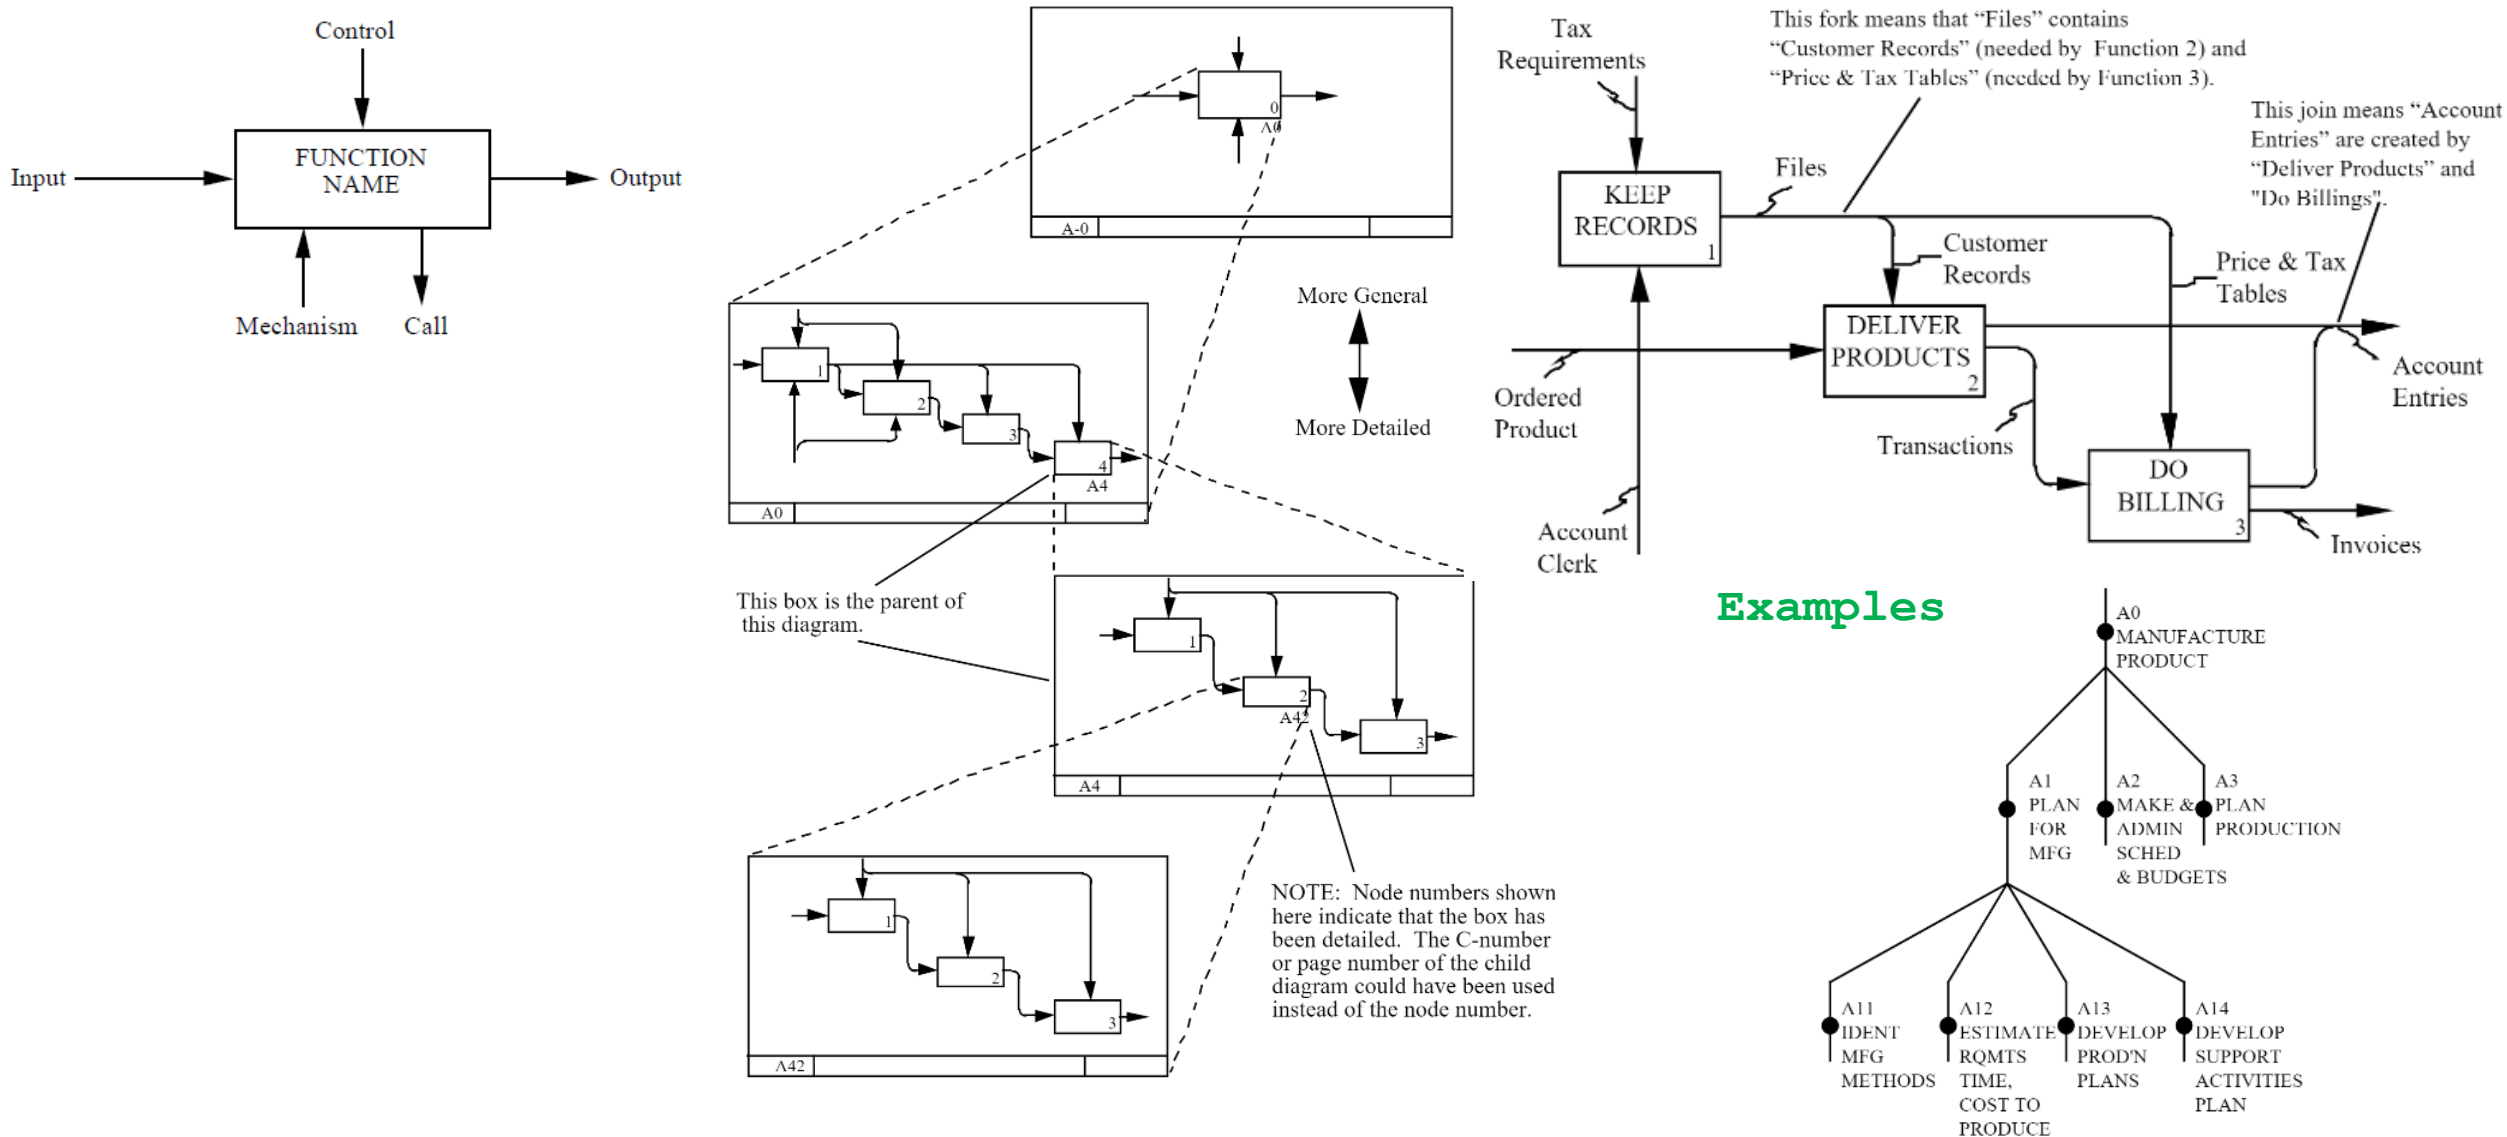 Control
FUNCTION
NAME
Input
Output
Mechanism
Call
0
A0
A-0
More General
More Detailed
1
2
3
4
A4
A0
This box is the parent of
this diagram.
1
2
A42
3
A4
NOTE: Node numbers shown
here indicate that the box has
been detailed. The C-number
or page number of the child
diagram could have been used
instead of the node number.
1
2
3
A42
Tax
Requirements
This fork means that “Files” contains
“Customer Records” (needed by Function 2) and
“Price & Tax Tables” (needed by Function 3).
This join means “Account
Entries” are created by
“Deliver Products” and
"Do Billings".
Files
KEEP
RECORDS
1
Customer
Records
Price & Tax
Tables
DELIVER
PRODUCTS
2
Ordered
Product
Account
Entries
Transactions
DO
BILLING
3
Account
Clerk
Invoices
Examples
A0
MANUFACTURE
PRODUCT
A1
PLAN
FOR
MFG
A2
MAKE &
ADMIN
SCHED
& BUDGETS
A3
PLAN
PRODUCTION
A11
IDENT
MFG
METHODS
A12
ESTIMATE
RQMTS
TIME,
COST TO
PRODUCE
A13
DEVELOP
PROD'N
PLANS
A14
DEVELOP
SUPPORT
ACTIVITIES
PLAN